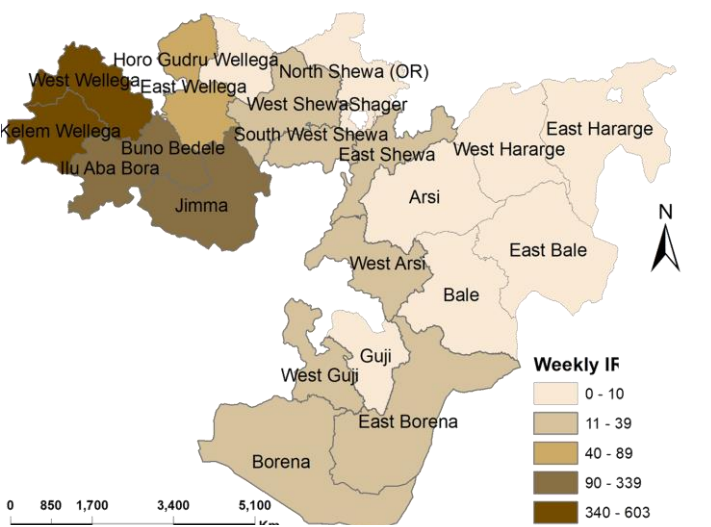 Horo Gudru Wellega
North Shewa (OR)
West Wellega
East Wellega
West Shewa
Shager
Kelem Wellega
South West Shewa
East Hararge
Buno Bedele
East Shewa
West Hararge
Ilu Aba Bora
Jimma
Arsi
N
East Bale
West Arsi
Bale
Guji
West Guji
East Borena
Borena
Weekly IR
0 - 10
11 - 39
40 - 89
90 - 339
340 - 603
0 850 1,700 3,400 5,100
Km